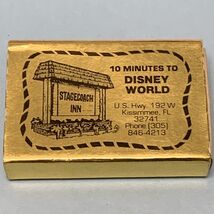 10 MINUTES TO
DISNEY
WORLD
STAGECOACH
INN
U.S. Hwy. 192 W
Kissimmee, FL
32741
Phone (305)
846-4213